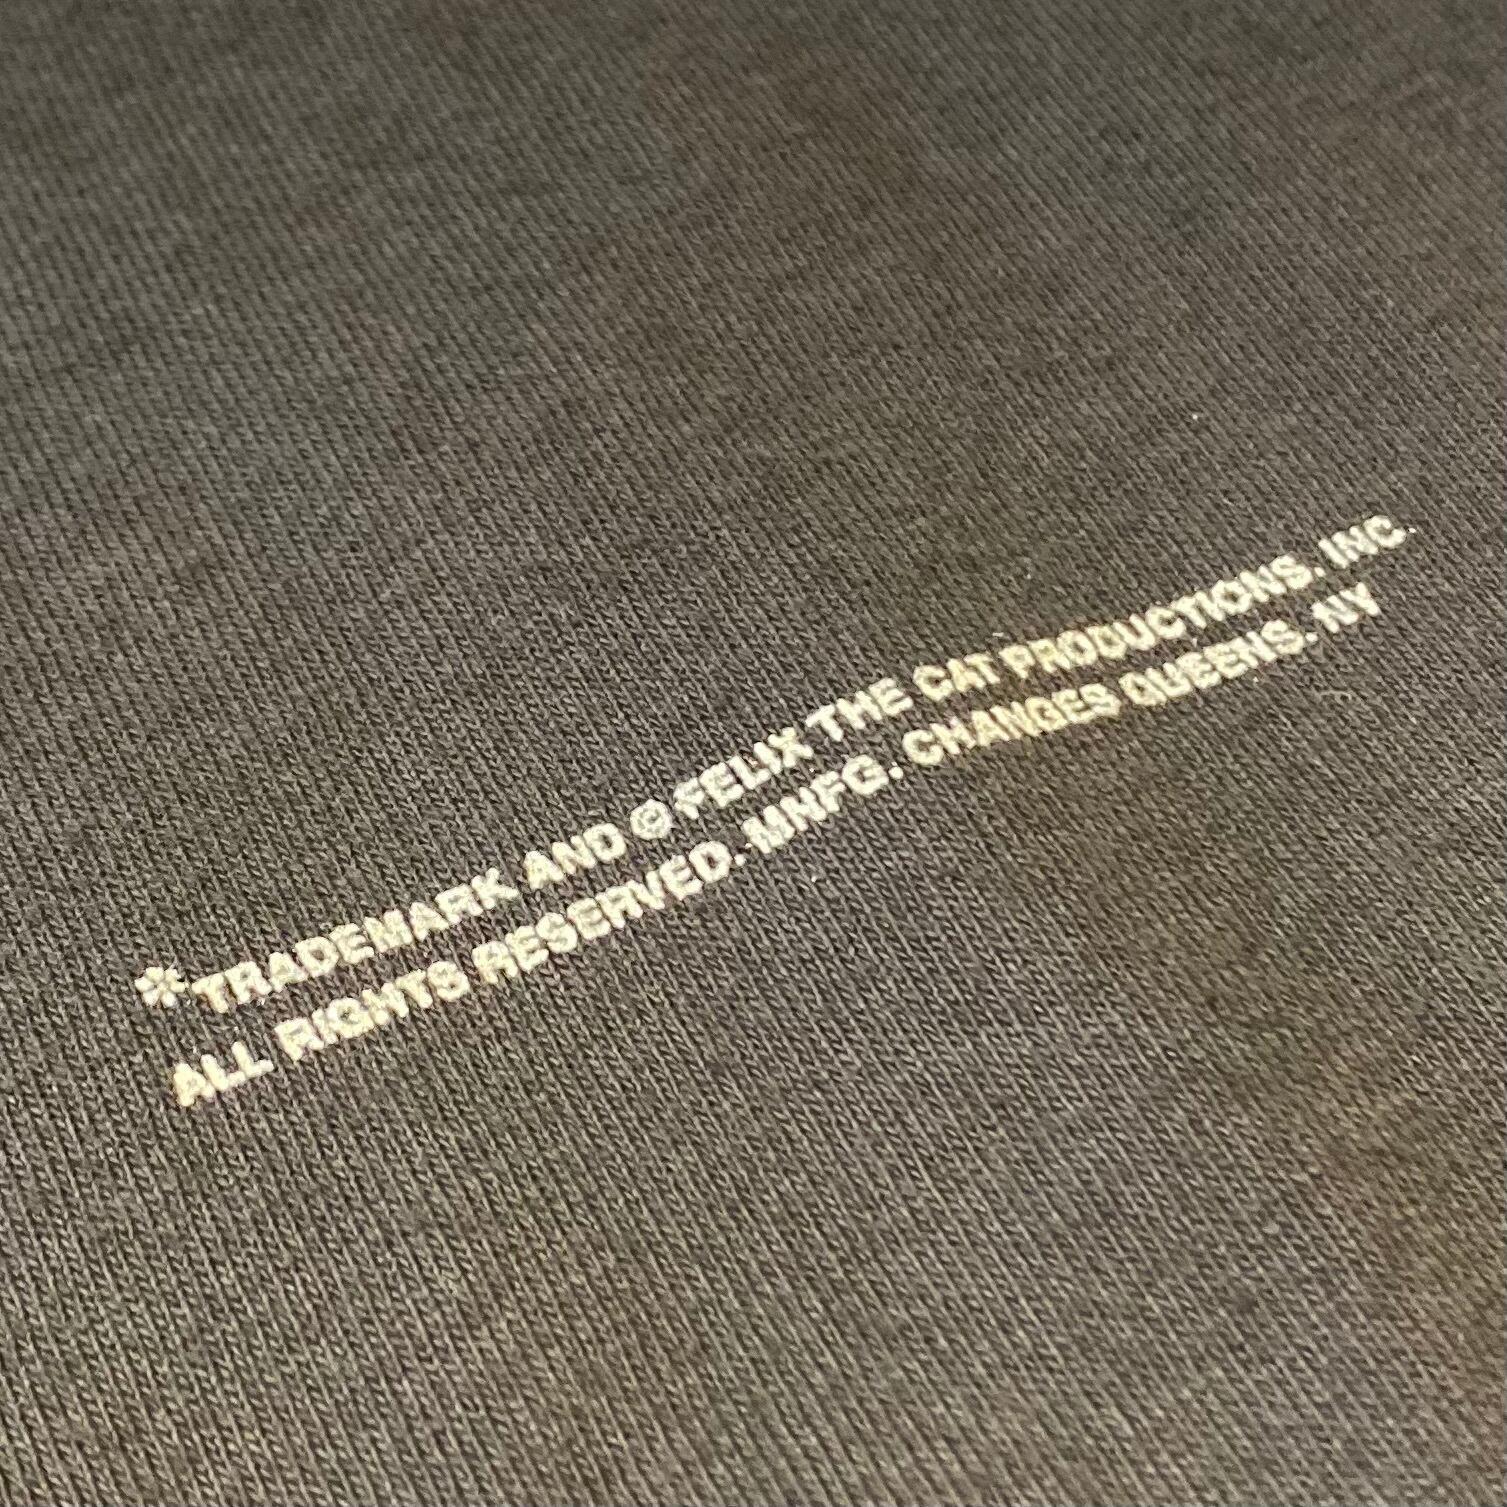 *TRADEMARK AND © FELIX THE CAT PRODUCTIONS, INC.
ALL RIGHTS RESERVED. MNFG. CHANGES QUEENS, NY